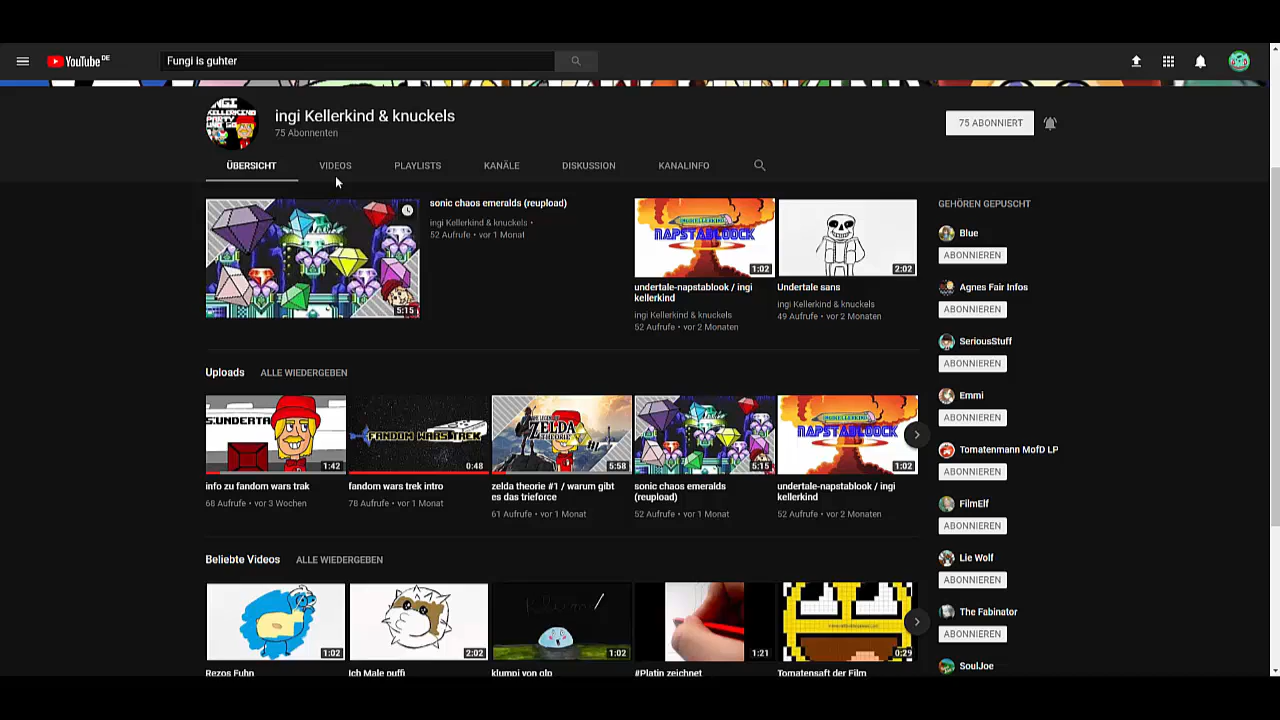 YouTube DE
Fungi is guhter
ingi Kellerkind & knuckels
75 Abonnenten
75 ABONNIERT
ÜBERSICHT
VIDEOS
PLAYLISTS
KANÄLE
DISKUSSION
KANALINFO
5:15
sonic chaos emeralds (reupload)
ingi Kellerkind & knuckels •
52 Aufrufe • vor 1 Monat
NAPSTABLOOCK
1:02
undertale-napstablook / ingi
kellerkind
ingi Kellerkind & knuckels
52 Aufrufe • vor 2 Monaten
2:02
Undertale sans
ingi Kellerkind & knuckels
49 Aufrufe • vor 2 Monaten
GEHÖREN GEPUSCHT
Blue
ABONNIEREN
Agnes Fair Infos
ABONNIEREN
SeriousStuff
ABONNIEREN
Emmi
ABONNIEREN
Tomatenmann MofD LP
ABONNIEREN
FilmElf
ABONNIEREN
Lie Wolf
ABONNIEREN
The Fabinator
ABONNIEREN
SoulJoe
Uploads
ALLE WIEDERGEBEN
S.UNDERTA
1:42
info zu fandom wars trak
68 Aufrufe • vor 3 Wochen
FANDOM WARS TREK
0:48
fandom wars trek intro
78 Aufrufe • vor 1 Monat
ZELDA
THEORIE
5:58
zelda theorie #1 / warum gibt
es das trieforce
61 Aufrufe • vor 1 Monat
5:15
sonic chaos emeralds
(reupload)
52 Aufrufe • vor 1 Monat
NAPSTABLOOCK
1:02
undertale-napstablook / ingi
kellerkind
52 Aufrufe • vor 2 Monaten
Beliebte Videos
ALLE WIEDERGEBEN
1:02
Rezos Fuhn
2:02
Ich Male puffi
1:02
klumpi von glp
1:21
#Platin zeichnet
0:29
Tomatensaft der Film